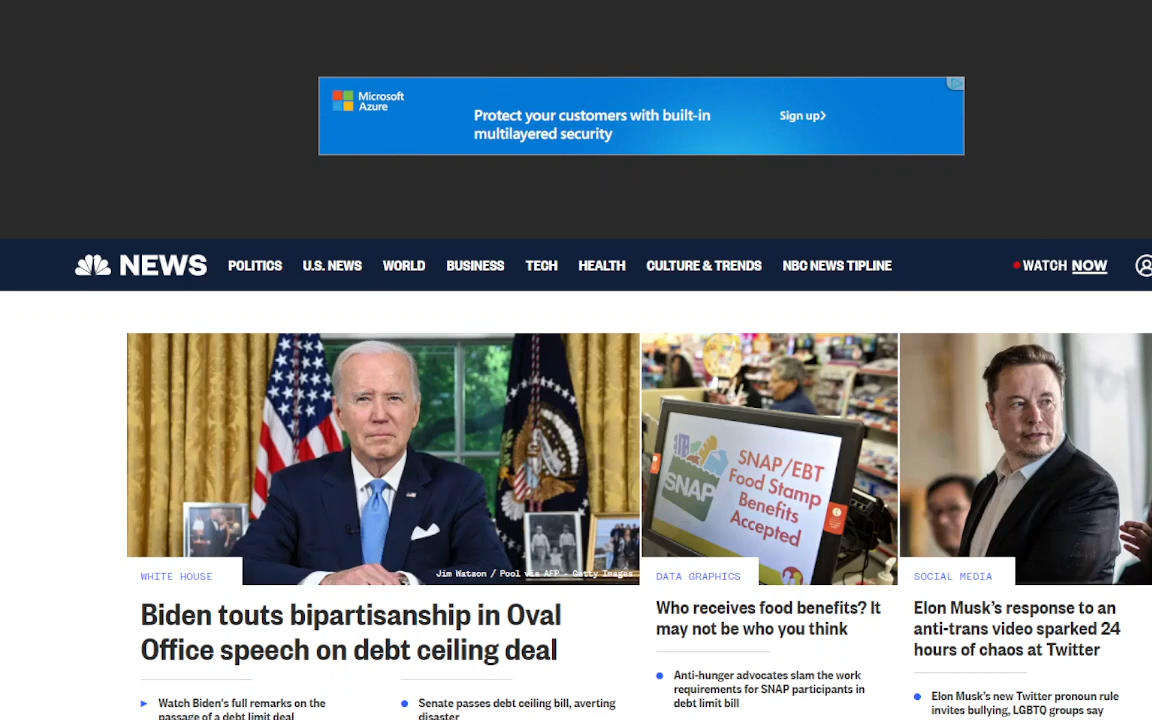 Microsoft
Azure
Protect your customers with built-in
multilayered security
Sign up
NEWS
POLITICS
U.S. NEWS
WORLD
BUSINESS
TECH
HEALTH
CULTURE & TRENDS
NBC NEWS TIPLINE
WATCH NOW
SNAP
SNAP/EBT
Food Stamp
Benefits
Accepted
Jim Watson / Pool via AFP - Getty Images
WHITE HOUSE
Biden touts bipartisanship in Oval
Office speech on debt ceiling deal
Watch Biden's full remarks on the
passage of a debt limit deal
Senate passes debt ceiling bill, averting
disaster
DATA GRAPHICS
Who receives food benefits? It
may not be who you think
Anti-hunger advocates slam the work
requirements for SNAP participants in
debt limit bill
SOCIAL MEDIA
Elon Musk's response to an
anti-trans video sparked 24
hours of chaos at Twitter
Elon Musk's new Twitter pronoun rule
invites bullying, LGBTQ groups say